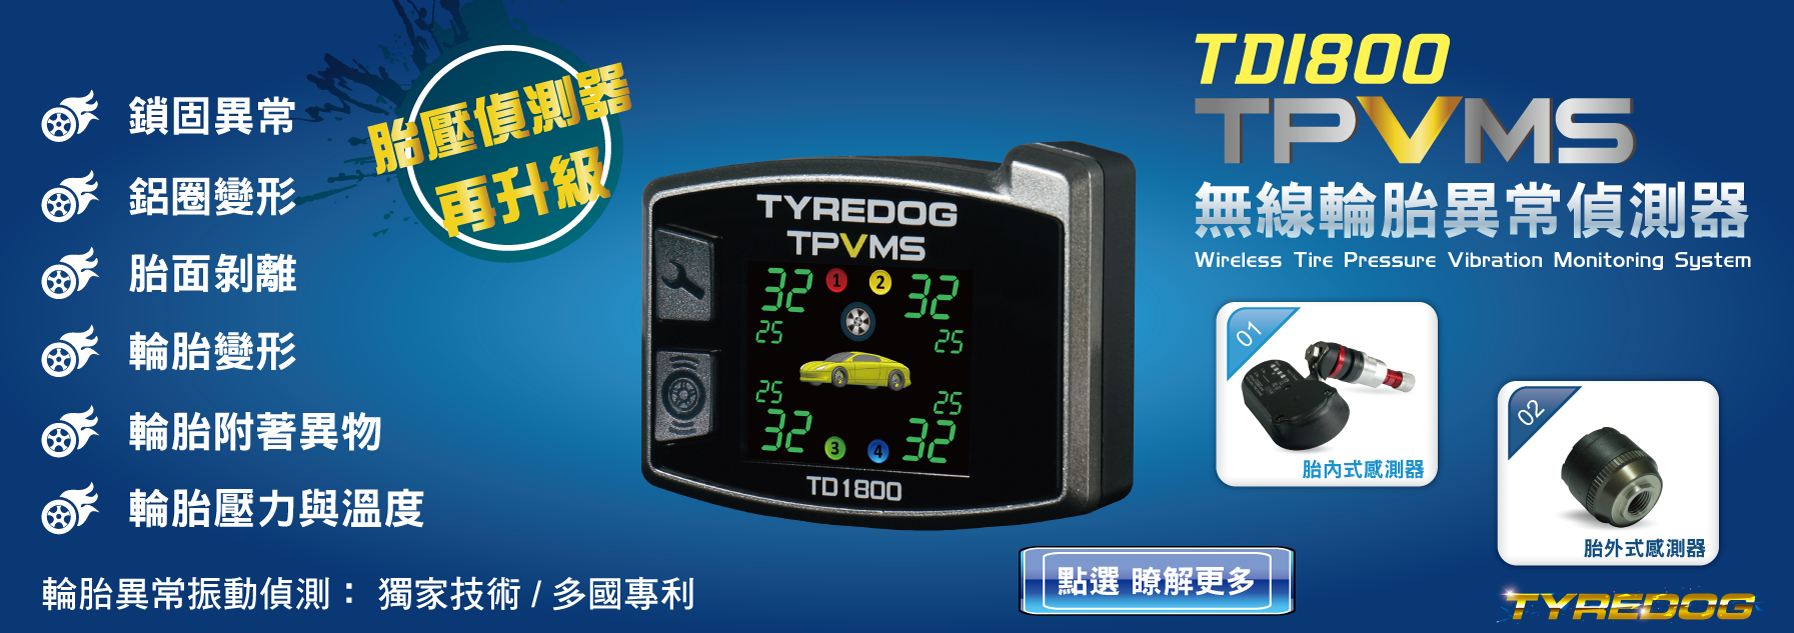 鎖固異常
鋁圈變形
胎面剝離
輪胎變形
輪胎附著異物
輪胎壓力與溫度
輪胎異常振動偵測： 獨家技術 / 多國專利
胎壓偵測器
再升級
TYREDOG
TPVMS
32 1 2 32
25 25
25 25
32 3 4 32
TD1800
TD1800
TPVMS
無線輪胎異常偵測器
Wireless Tire Pressure Vibration Monitoring System
01
胎內式感測器
02
胎外式感測器
點選 瞭解更多
TYREDOG